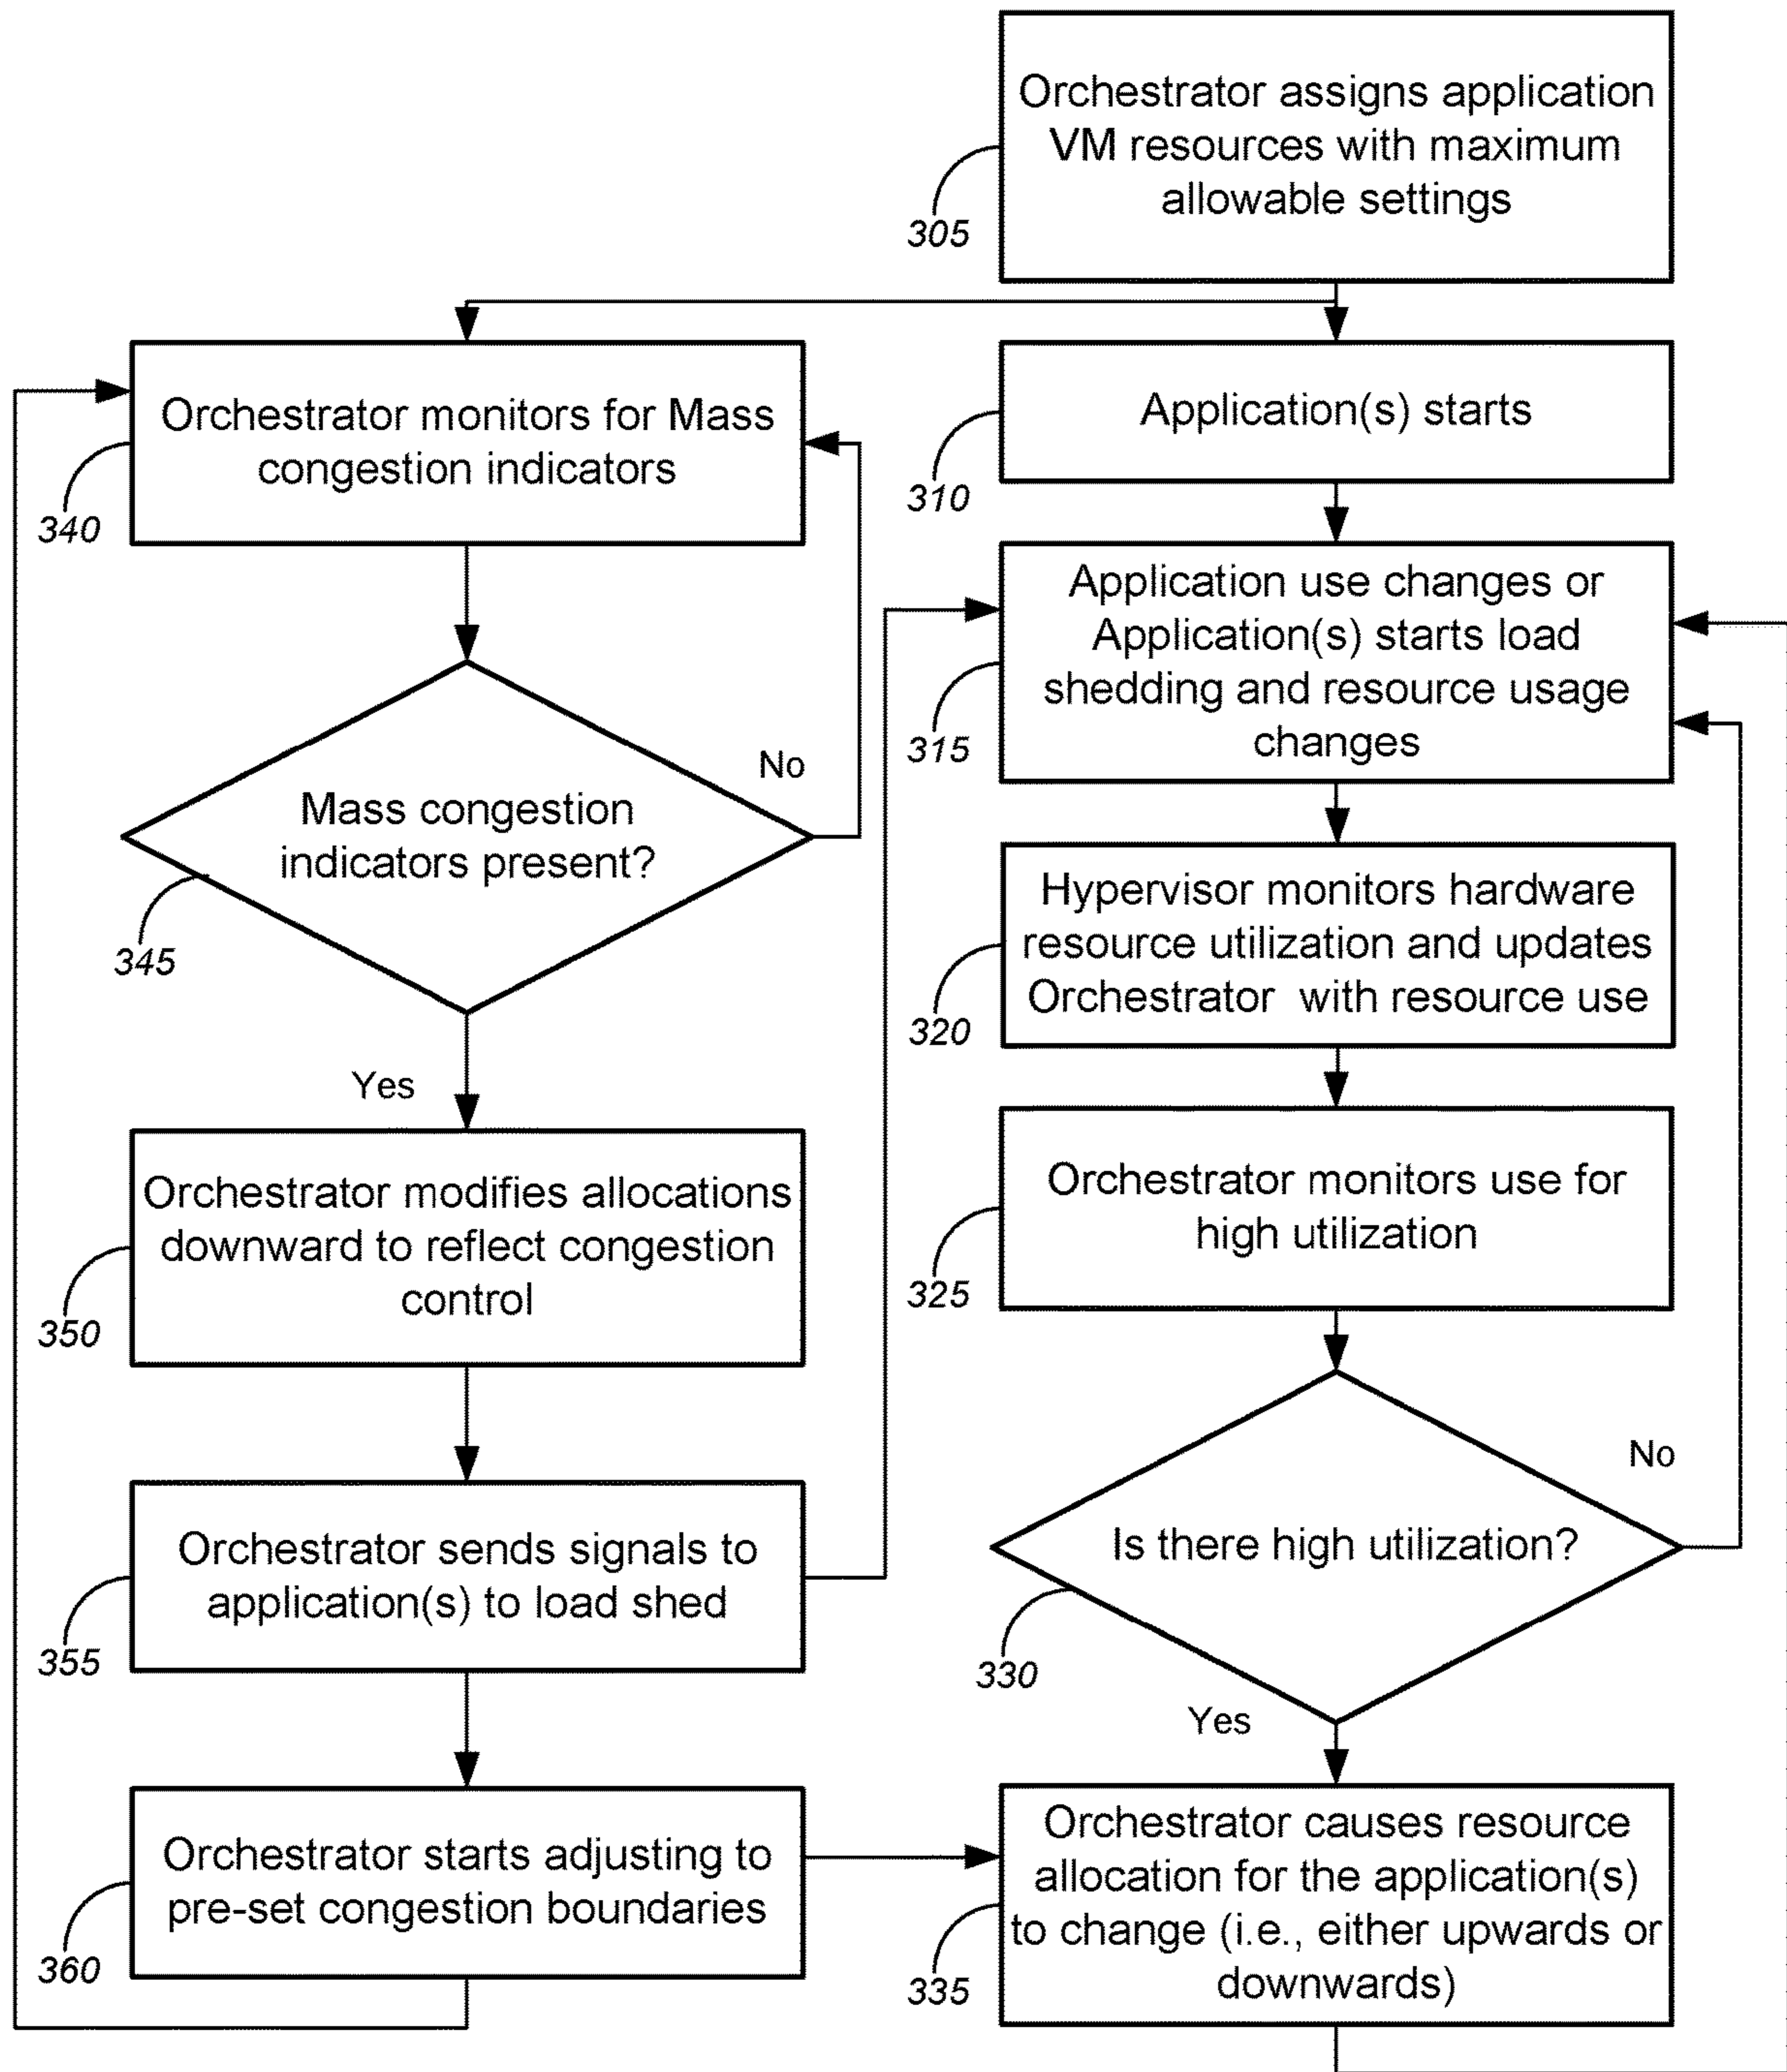 Orchestrator assigns application
VM resources with maximum
allowable settings
305
Orchestrator monitors for Mass
congestion indicators
340
Application(s) starts
310
Application use changes or
Application(s) starts load
shedding and resource usage
changes
315
Mass congestion
indicators present?
No
345
Hypervisor monitors hardware
resource utilization and updates
Orchestrator with resource use
320
Yes
Orchestrator modifies allocations
downward to reflect congestion
control
350
Orchestrator monitors use for
high utilization
325
Orchestrator sends signals to
application(s) to load shed
355
Is there high utilization?
No
330
Yes
Orchestrator starts adjusting to
pre-set congestion boundaries
360
Orchestrator causes resource
allocation for the application(s)
to change (i.e., either upwards or
downwards)
335